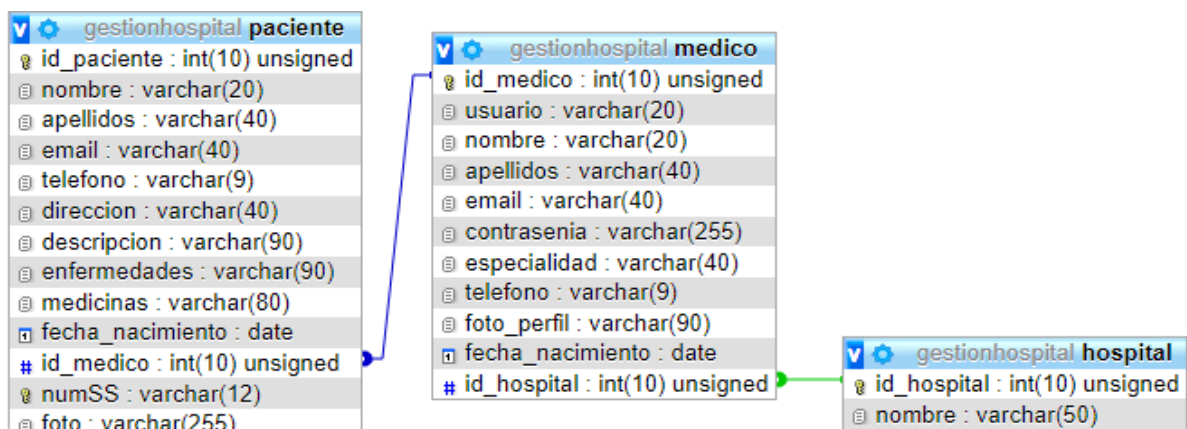 gestionhospital paciente
id_paciente : int(10) unsigned
nombre : varchar(20)
apellidos : varchar(40)
email : varchar(40)
telefono : varchar(9)
direccion : varchar(40)
descripcion : varchar(90)
enfermedades : varchar(90)
medicinas : varchar(80)
fecha_nacimiento : date
# id_medico : int(10) unsigned
numSS : varchar(12)
foto : varchar(255)
gestionhospital medico
id_medico : int(10) unsigned
usuario : varchar(20)
nombre : varchar(20)
apellidos : varchar(40)
email : varchar(40)
contrasenia : varchar(255)
especialidad : varchar(40)
telefono : varchar(9)
foto_perfil : varchar(90)
fecha_nacimiento : date
# id_hospital : int(10) unsigned
gestionhospital hospital
id_hospital : int(10) unsigned
nombre : varchar(50)